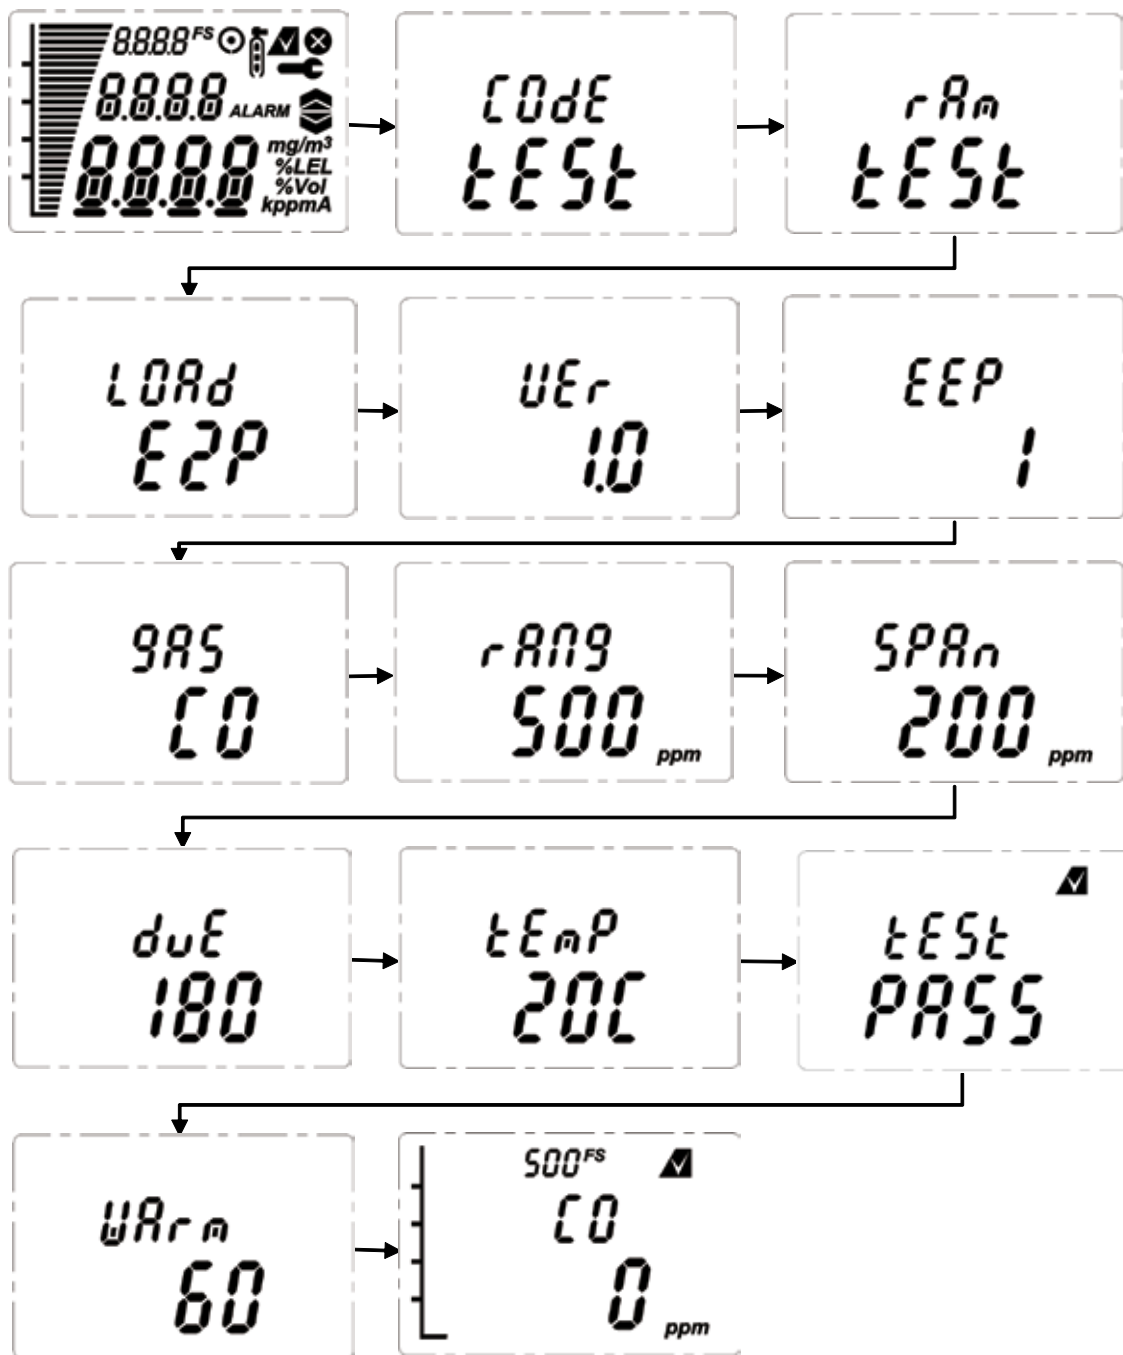 8.8.8.8 FS
8.8.8.8 ALARM
8.8.8.8 mg/m³
%LEL
%Vol
kppmA
COdE
tESt
rAm
tESt
LOAd
E2P
VEr
1.0
EEP
1
gAS
CO
rANg
500 ppm
SPAn
200 ppm
duE
180
tEmP
20C
tESt
PASS
WArm
60
500 FS
CO
0 ppm